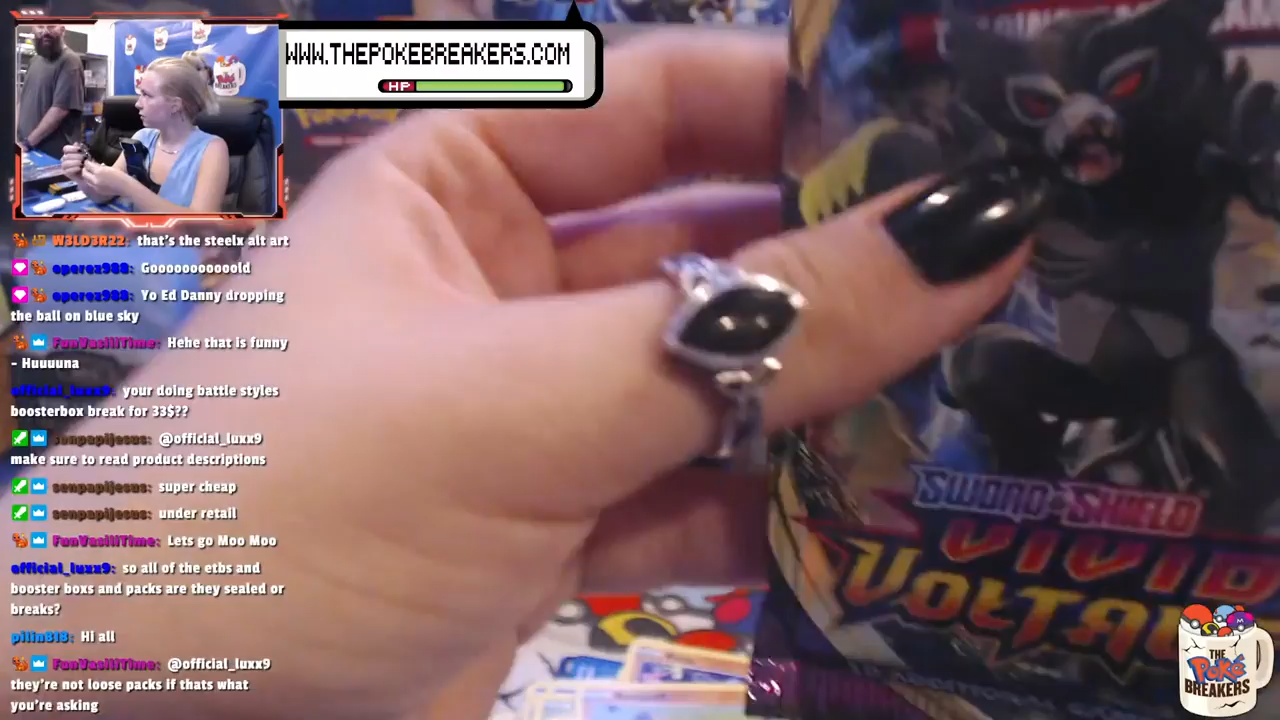 WWW.THEPOKEBREAKERS.COM
HP
W3LD3R22: that's the steelx alt art
eperez988: Gooooooooooold
eperez988: Yo Ed Danny dropping
the ball on blue sky
FunVasiliTime: Hehe that is funny
- Huuuuna
official_luxx9: your doing battle styles
boosterbox break for 33$??
senpapijesus: @official_luxx9
make sure to read product descriptions
senpapijesus: super cheap
senpapijesus: under retail
FunVasiliTime: Lets go Moo Moo
official_luxx9: so all of the etbs and
booster boxs and packs are they sealed or
breaks?
pilin818: Hi all
FunVasiliTime: @official_luxx9
they're not loose packs if thats what
you're asking
SWORD & SHIELD
VIVID
VOLTAG
THE
POKÉ
BREAKERS